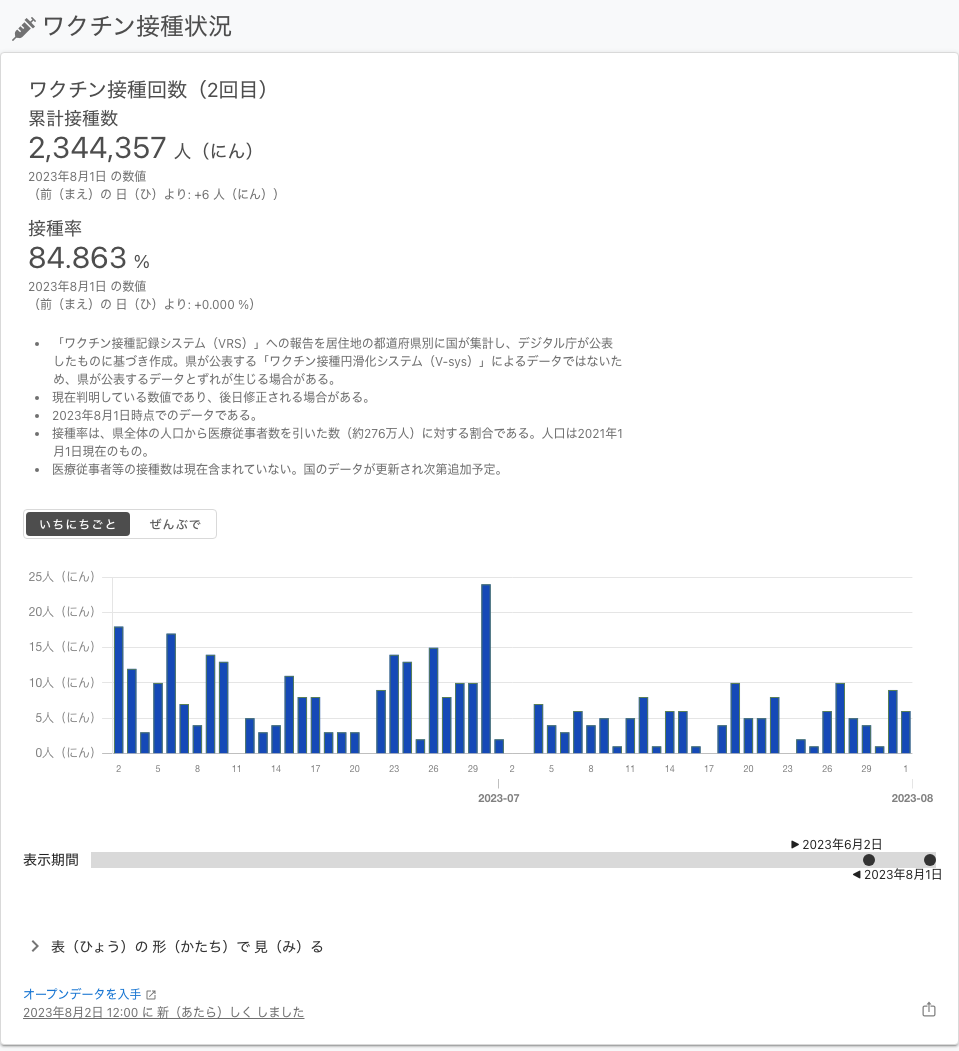 ワクチン接種状況
ワクチン接種回数（2回目）
累計接種数
2,344,357 人（にん）
2023年8月1日 の数値
（前（まえ）の 日（ひ）より: +6 人（にん））
接種率
84.863 %
2023年8月1日 の数値
（前（まえ）の 日（ひ）より: +0.000 %）
• 「ワクチン接種記録システム（VRS）」への報告を居住地の都道府県別に国が集計し、デジタル庁が公表
したものに基づき作成。県が公表する「ワクチン接種円滑化システム（V-sys）」によるデータではないた
め、県が公表するデータとずれが生じる場合がある。
• 現在判明している数値であり、後日修正される場合がある。
• 2023年8月1日時点でのデータである。
• 接種率は、県全体の人口から医療従事者数を引いた数（約276万人）に対する割合である。人口は2021年1
月1日現在のもの。
• 医療従事者等の接種数は現在含まれていない。国のデータが更新され次第追加予定。
いちにちごと ぜんぶで
25人（にん）
20人（にん）
15人（にん）
10人（にん）
5人（にん）
0人（にん）
2 5 8 11 14 17 20 23 26 29 2 5 8 11 14 17 20 23 26 29 1
2023-07 2023-08
▶ 2023年6月2日
表示期間
◀ 2023年8月1日
表（ひょう）の 形（かたち）で 見（み）る
オープンデータを入手
2023年8月2日 12:00 に 新（あたら）しく しました